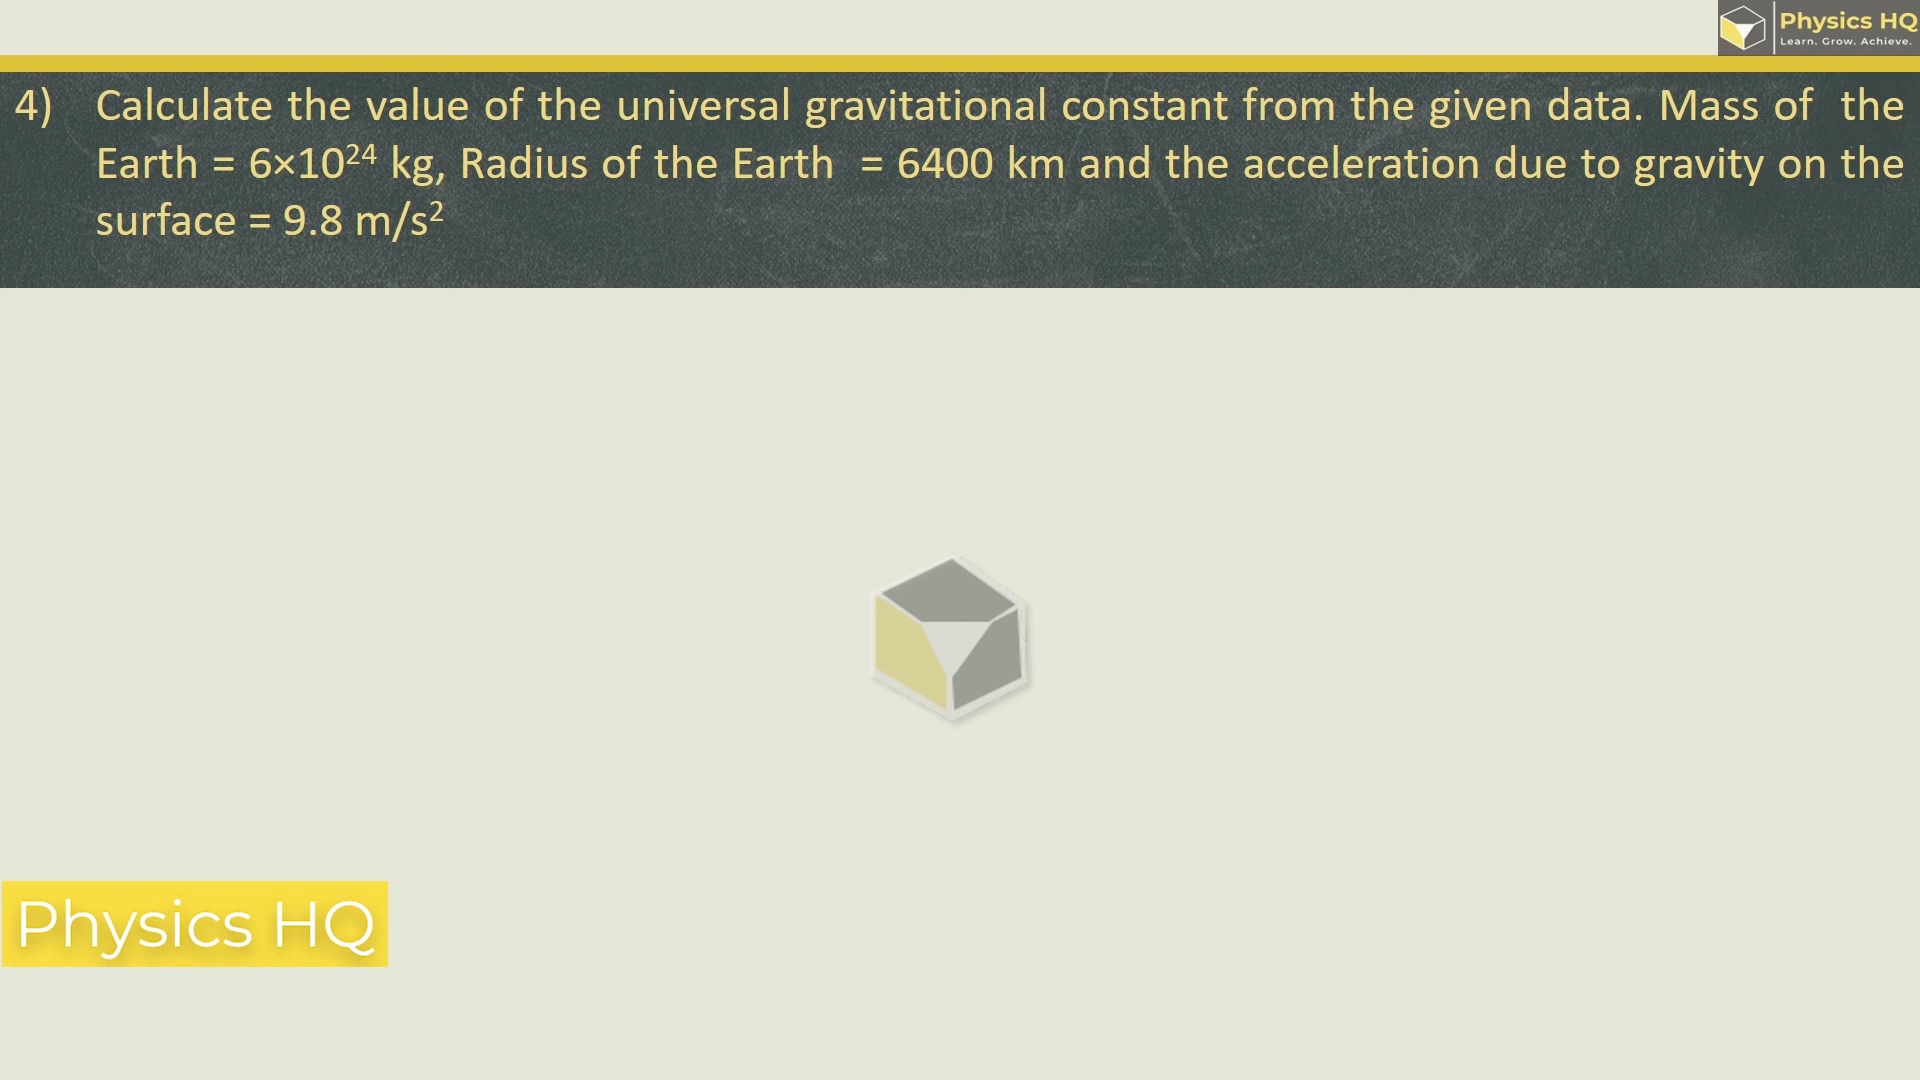 Physics HQ
Learn. Grow. Achieve.
4) Calculate the value of the universal gravitational constant from the given data. Mass of the
Earth = 6×10²⁴ kg, Radius of the Earth = 6400 km and the acceleration due to gravity on the
surface = 9.8 m/s²
Physics HQ